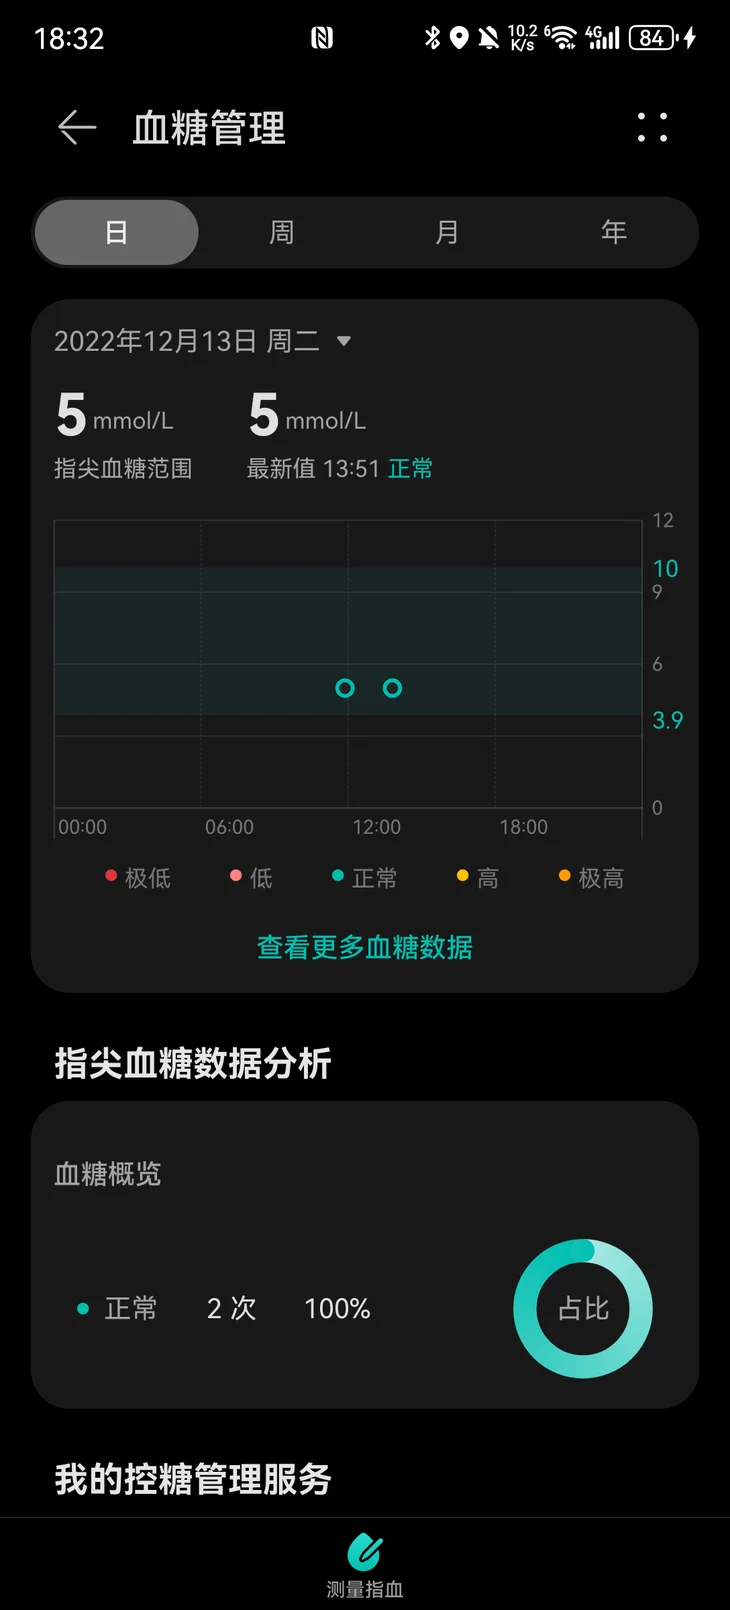 18:32
10.2 K/s 6 4G 84
血糖管理
日 周 月 年
2022年12月13日 周二
5 mmol/L 5 mmol/L
指尖血糖范围 最新值 13:51 正常
12
10
9
6
3.9
0
00:00 06:00 12:00 18:00
极低 低 正常 高 极高
查看更多血糖数据
指尖血糖数据分析
血糖概览
正常 2 次 100% 占比
我的控糖管理服务
测量指血